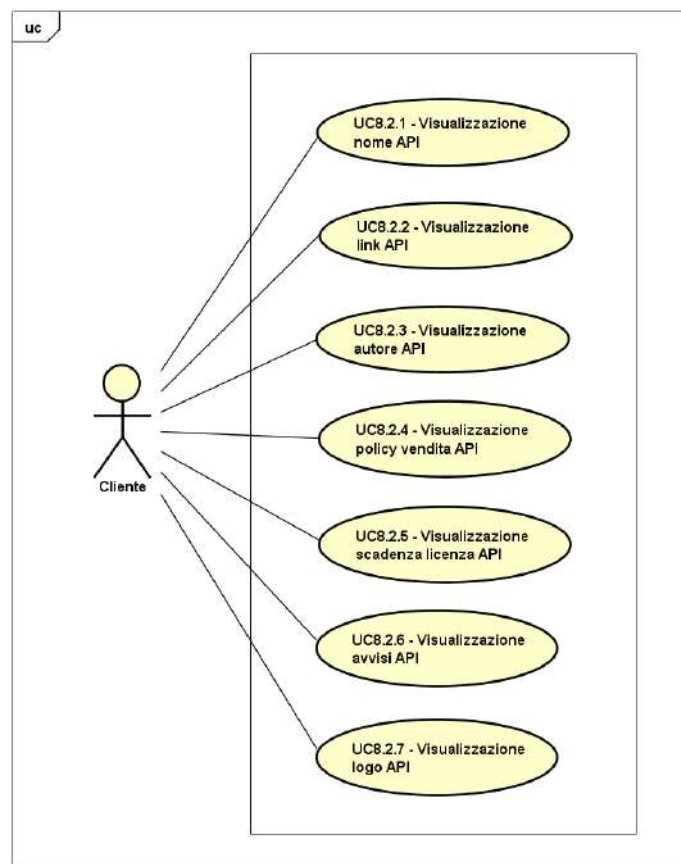 uc
UC8.2.1 - Visualizzazione
nome API
UC8.2.2 - Visualizzazione
link API
UC8.2.3 - Visualizzazione
autore API
UC8.2.4 - Visualizzazione
policy vendita API
Cliente
UC8.2.5 - Visualizzazione
scadenza licenza API
UC8.2.6 - Visualizzazione
avvisi API
UC8.2.7 - Visualizzazione
logo API